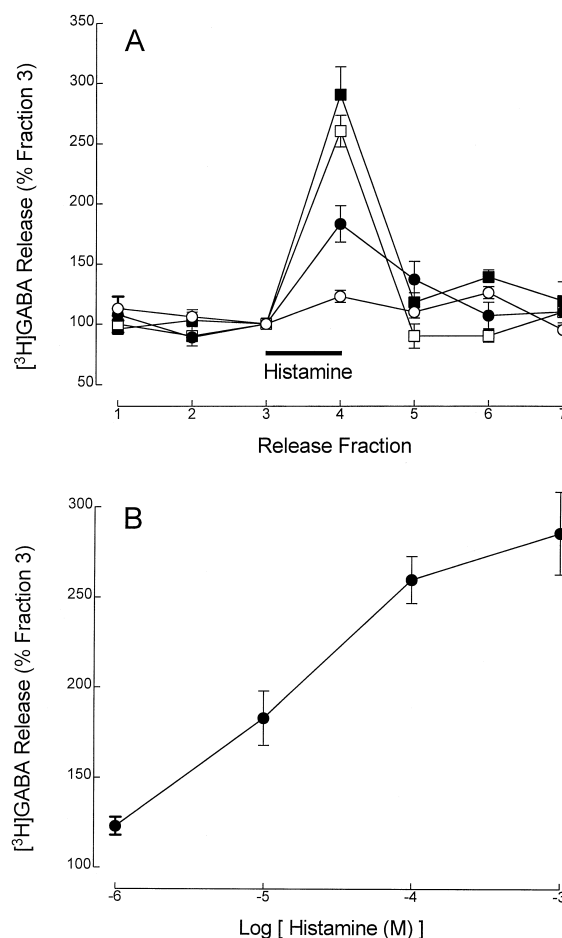 A
350
300
250
200
150
100
50
[³H]GABA Release (% Fraction 3)
Histamine
1 2 3 4 5 6 7
Release Fraction
B
300
250
200
150
100
[³H]GABA Release (% Fraction 3)
-6 -5 -4 -3
Log [ Histamine (M) ]